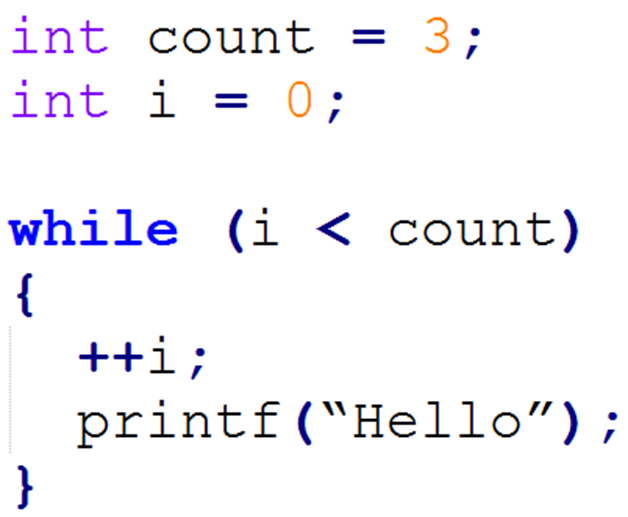 int count = 3;
int i = 0;
while (i < count)
{
++i;
printf(“Hello”);
}